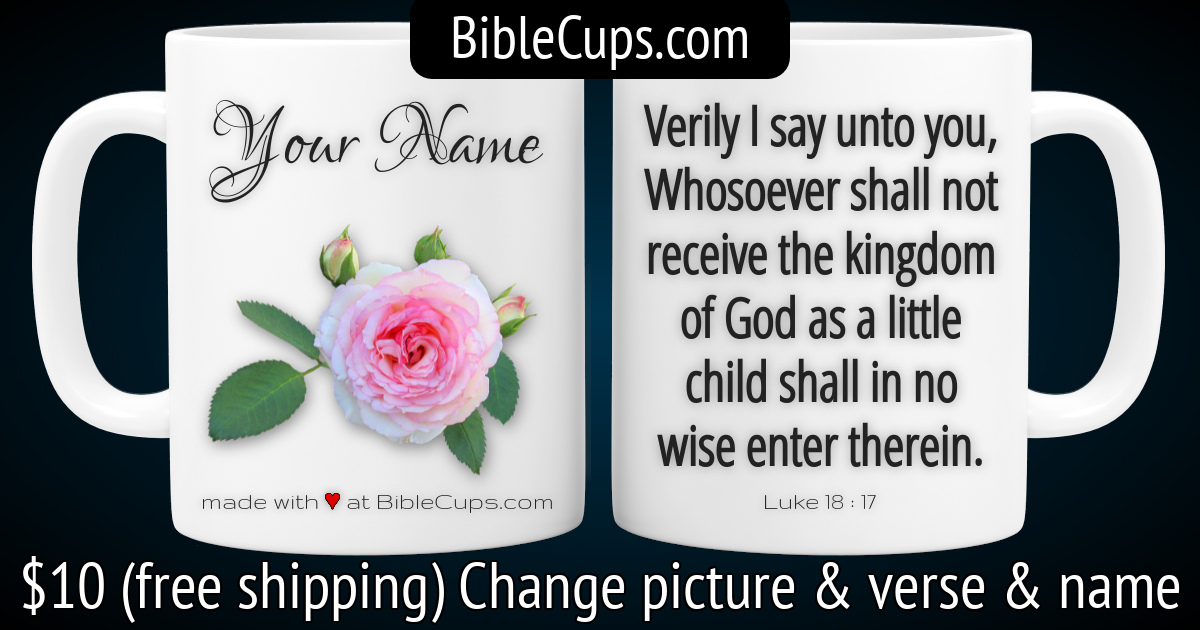 BibleCups.com
Your Name
made with ♥ at BibleCups.com
Verily I say unto you,
Whosoever shall not
receive the kingdom
of God as a little
child shall in no
wise enter therein.
Luke 18 : 17
$10 (free shipping) Change picture & verse & name